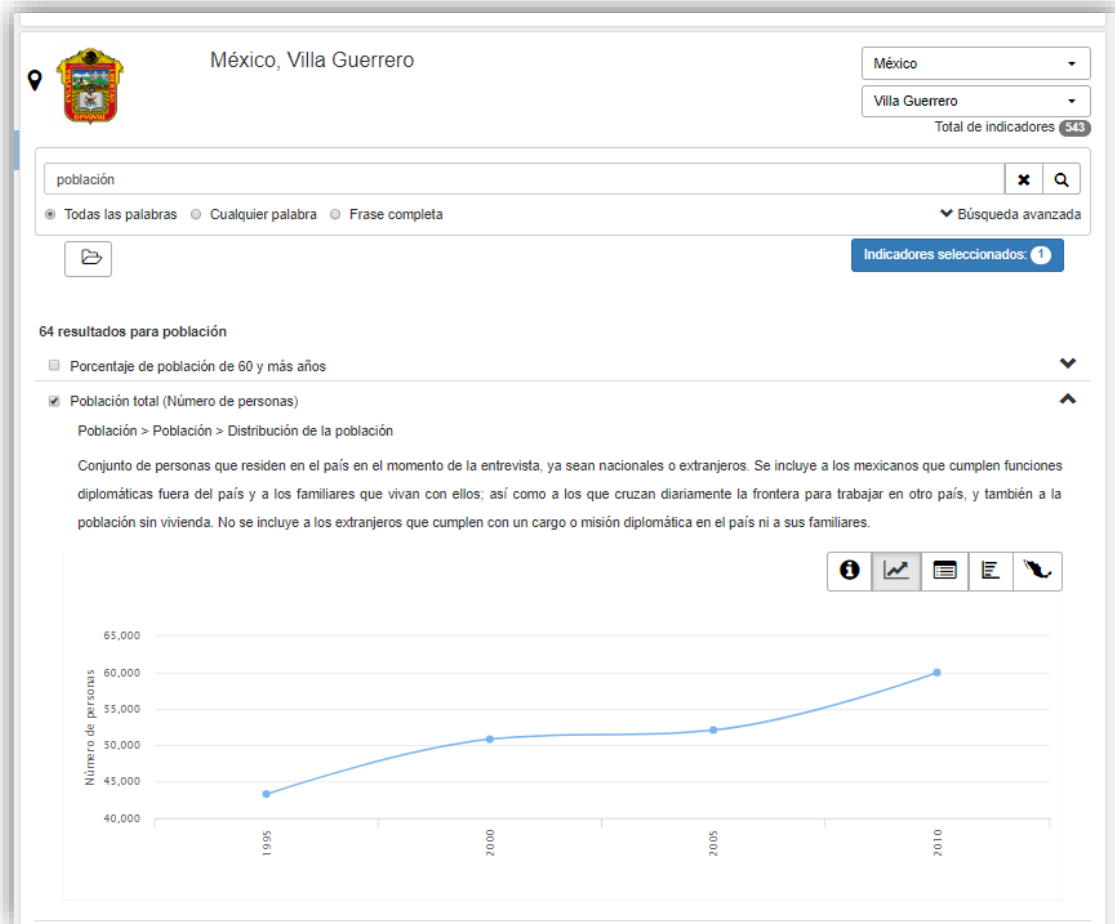 México, Villa Guerrero
México
Villa Guerrero
Total de indicadores 543
población
Todas las palabras Cualquier palabra Frase completa
Búsqueda avanzada
Indicadores seleccionados: 1
64 resultados para población
Porcentaje de población de 60 y más años
Población total (Número de personas)
Población > Población > Distribución de la población
Conjunto de personas que residen en el país en el momento de la entrevista, ya sean nacionales o extranjeros. Se incluye a los mexicanos que cumplen funciones
diplomáticas fuera del país y a los familiares que vivan con ellos; así como a los que cruzan diariamente la frontera para trabajar en otro país, y también a la
población sin vivienda. No se incluye a los extranjeros que cumplen con un cargo o misión diplomática en el país ni a sus familiares.
Número de personas
65,000
60,000
55,000
50,000
45,000
40,000
1995
2000
2005
2010